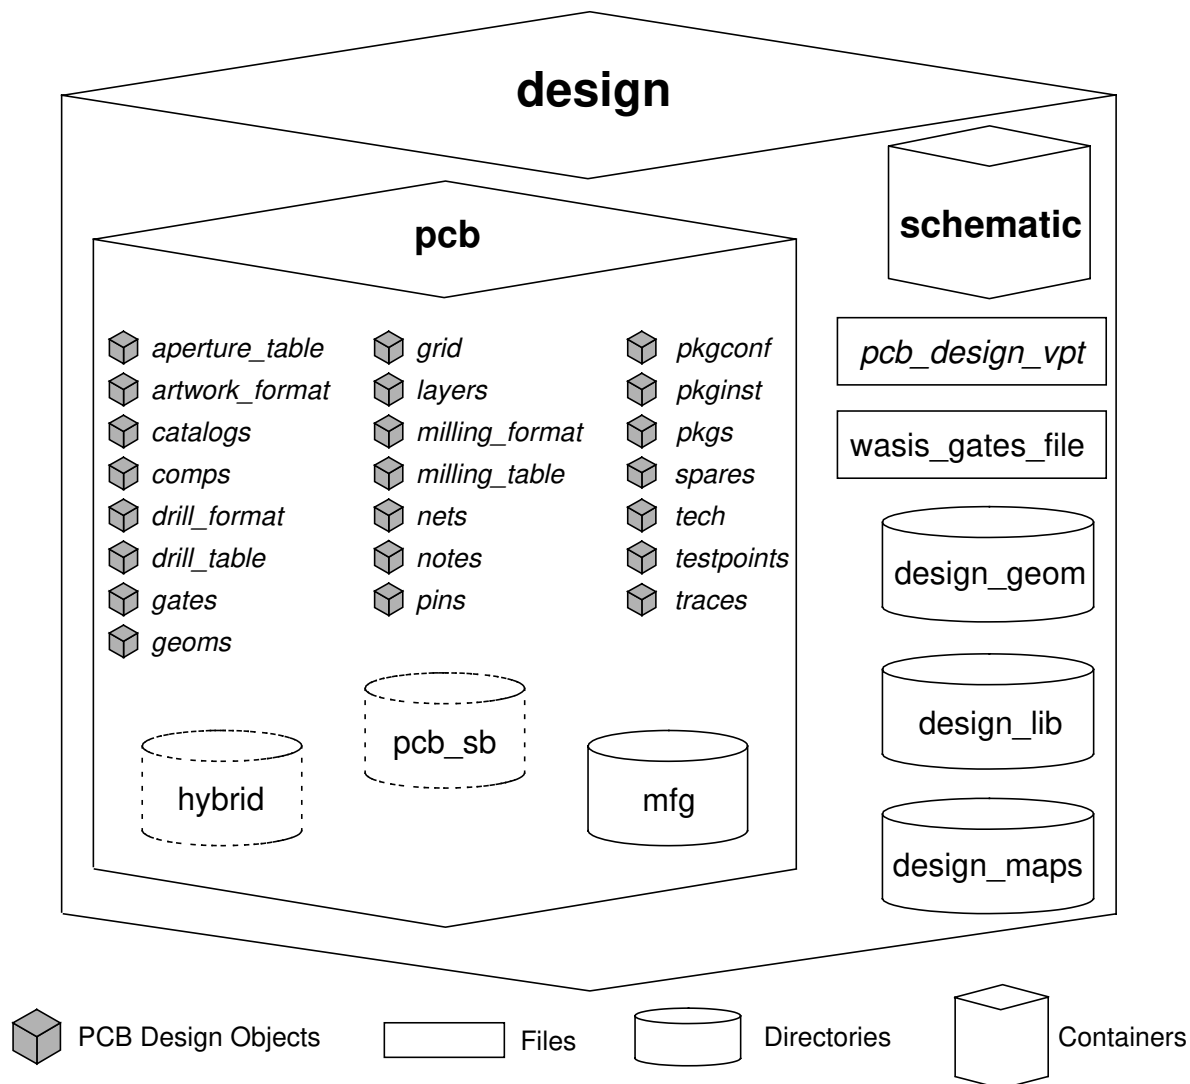 design
schematic
pcb
aperture_table
artwork_format
catalogs
comps
drill_format
drill_table
gates
geoms
grid
layers
milling_format
milling_table
nets
notes
pins
pkgconf
pkginst
pkgs
spares
tech
testpoints
traces
hybrid
pcb_sb
mfg
pcb_design_vpt
wasis_gates_file
design_geom
design_lib
design_maps
PCB Design Objects
Files
Directories
Containers